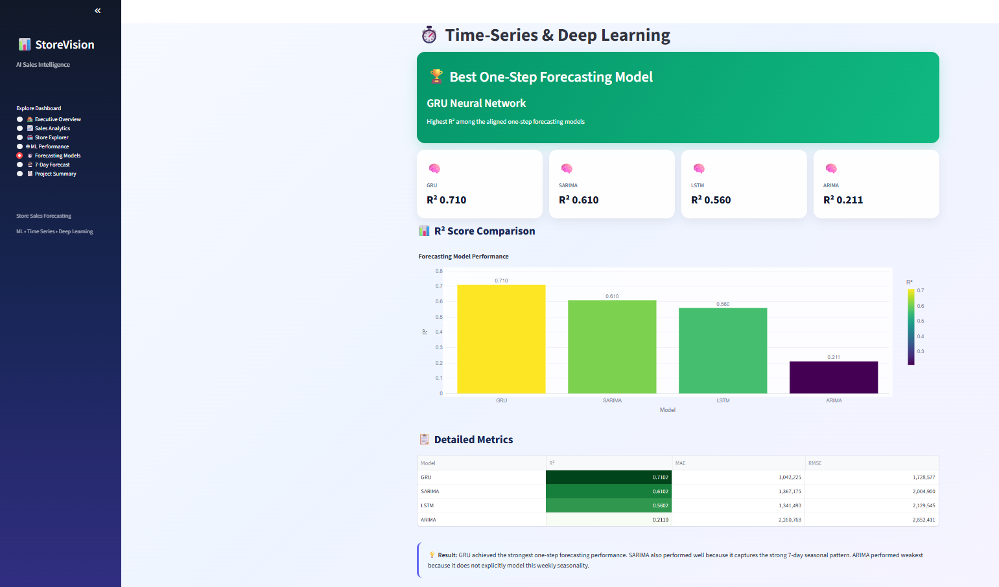 «
StoreVision
AI Sales Intelligence
Explore Dashboard
Executive Overview
Sales Analytics
Store Explorer
ML Performance
Forecasting Models
7-Day Forecast
Project Summary
Store Sales Forecasting
ML • Time Series • Deep Learning
Time-Series & Deep Learning
Best One-Step Forecasting Model
GRU Neural Network
Highest R² among the aligned one-step forecasting models
GRU
R² 0.710
SARIMA
R² 0.610
LSTM
R² 0.560
ARIMA
R² 0.211
R² Score Comparison
Forecasting Model Performance
0.8
0.7
0.6
0.5
0.4
0.3
0.2
0.1
0
R²
0.710
0.610
0.560
0.211
GRU
SARIMA
LSTM
ARIMA
Model
R²
0.7
0.6
0.5
0.4
0.3
Detailed Metrics
Model R² MAE RMSE
GRU 0.7102 1,042,225 1,728,577
SARIMA 0.6102 1,367,175 2,004,900
LSTM 0.5602 1,341,490 2,129,545
ARIMA 0.2110 2,260,768 2,852,411
Result: GRU achieved the strongest one-step forecasting performance. SARIMA also performed well because it captures the strong 7-day seasonal pattern. ARIMA performed weakest
because it does not explicitly model this weekly seasonality.